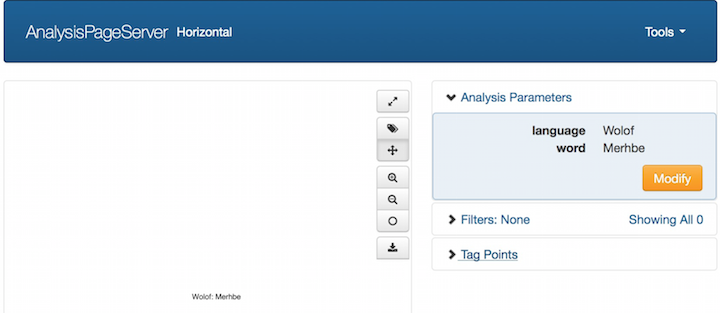 AnalysisPageServer Horizontal Tools
Analysis Parameters
language Wolof
word Merhbe
Modify
Filters: None Showing All 0
Tag Points
Wolof: Merhbe